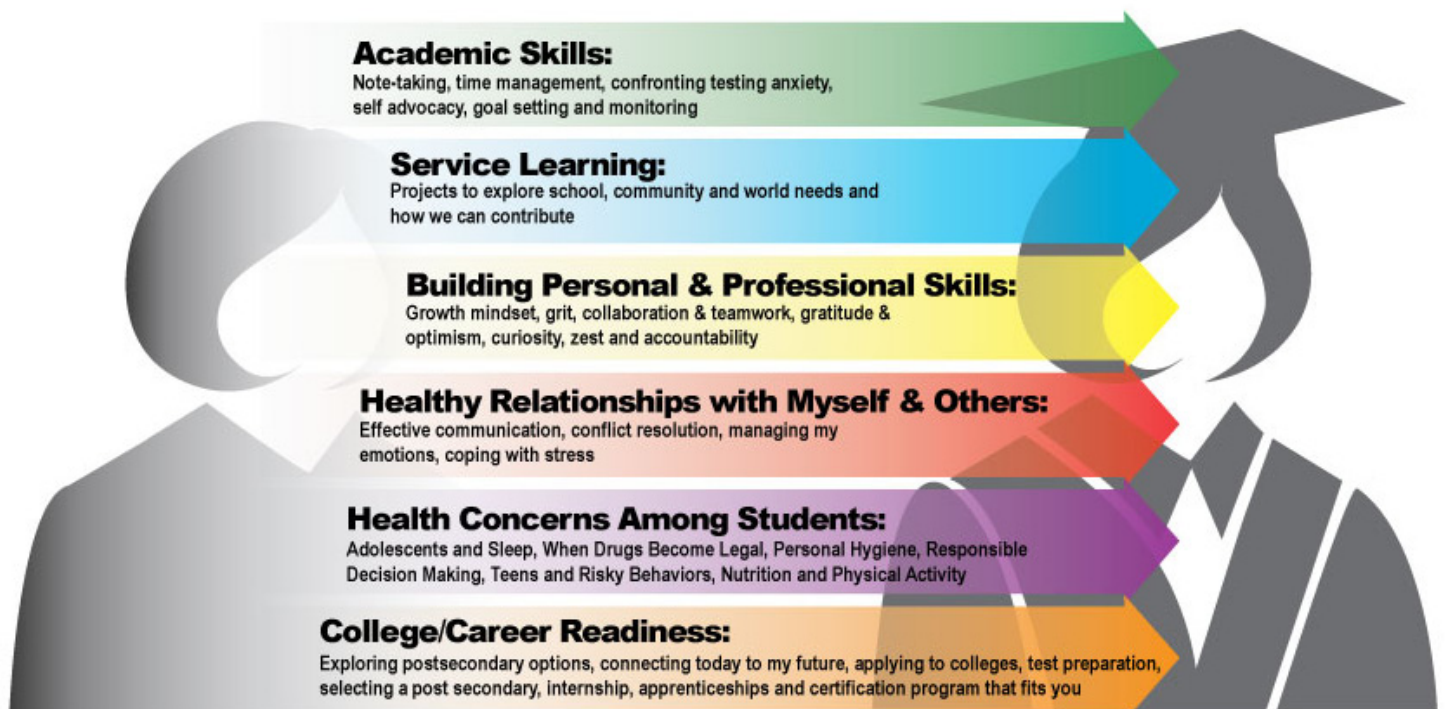 Academic Skills:
Note-taking, time management, confronting testing anxiety,
self advocacy, goal setting and monitoring
Service Learning:
Projects to explore school, community and world needs and
how we can contribute
Building Personal & Professional Skills:
Growth mindset, grit, collaboration & teamwork, gratitude &
optimism, curiosity, zest and accountability
Healthy Relationships with Myself & Others:
Effective communication, conflict resolution, managing my
emotions, coping with stress
Health Concerns Among Students:
Adolescents and Sleep, When Drugs Become Legal, Personal Hygiene, Responsible
Decision Making, Teens and Risky Behaviors, Nutrition and Physical Activity
College/Career Readiness:
Exploring postsecondary options, connecting today to my future, applying to colleges, test preparation,
selecting a post secondary, internship, apprenticeships and certification program that fits you